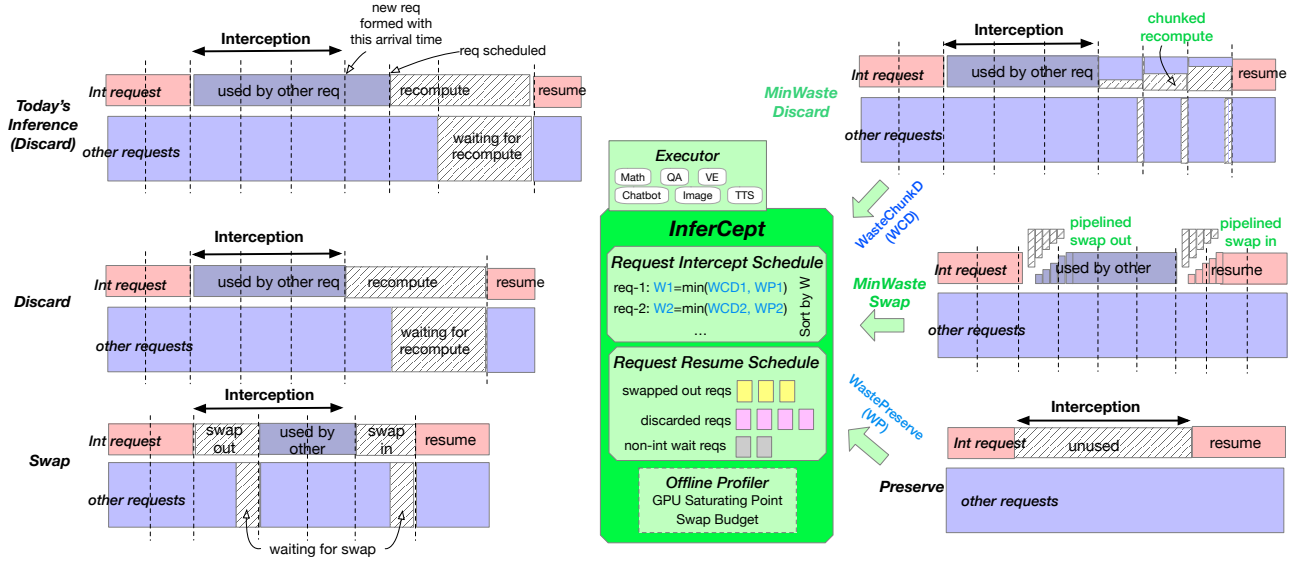 new req
formed with
this arrival time
Interception
req scheduled
Int request
used by other req
recompute
resume
Today's
Inference
(Discard)
other requests
waiting for
recompute
Interception
Int request
used by other req
recompute
resume
Discard
other requests
waiting for
recompute
Interception
Int request
swap
out
used by
other
swap
in
resume
Swap
other requests
waiting for swap
Executor
Math
QA
VE
Chatbot
Image
TTS
InferCept
Request Intercept Schedule
req-1: W1=min(WCD1, WP1)
req-2: W2=min(WCD2, WP2)
...
Sort by W
Request Resume Schedule
swapped out reqs
discarded reqs
non-int wait reqs
Offline Profiler
GPU Saturating Point
Swap Budget
WasteChunkD
(WCD)
MinWaste
Swap
WastePreserve
(WP)
chunked
recompute
Interception
Int request
used by other req
resume
MinWaste
Discard
other requests
pipelined
swap out
pipelined
swap in
Int request
used by other
resume
other requests
Interception
Int request
unused
resume
Preserve
other requests